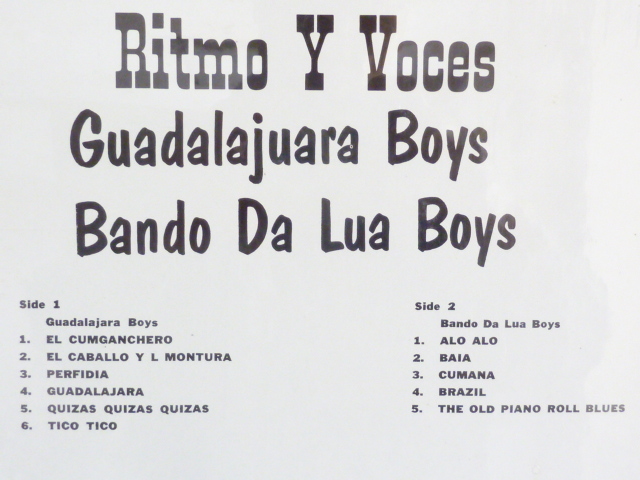 Ritmo Y Voces
Guadalajuara Boys
Bando Da Lua Boys
Side 1
Guadalajara Boys
1. EL CUMGANCHERO
2. EL CABALLO Y L MONTURA
3. PERFIDIA
4. GUADALAJARA
5. QUIZAS QUIZAS QUIZAS
6. TICO TICO
Side 2
Bando Da Lua Boys
1. ALO ALO
2. BAIA
3. CUMANA
4. BRAZIL
5. THE OLD PIANO ROLL BLUES